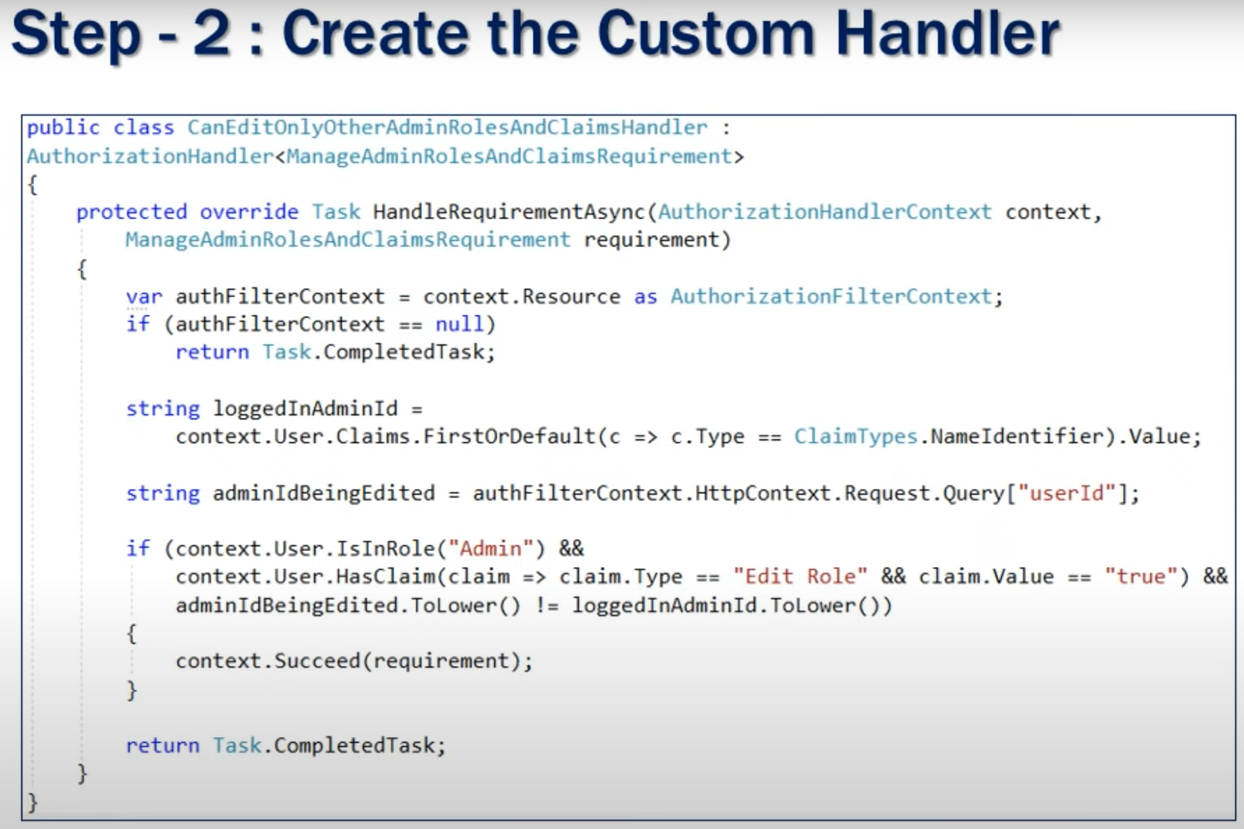 Step - 2 : Create the Custom Handler
public class CanEditOnlyOtherAdminRolesAndClaimsHandler :
AuthorizationHandler<ManageAdminRolesAndClaimsRequirement>
{
    protected override Task HandleRequirementAsync(AuthorizationHandlerContext context,
        ManageAdminRolesAndClaimsRequirement requirement)
    {
        var authFilterContext = context.Resource as AuthorizationFilterContext;
        if (authFilterContext == null)
            return Task.CompletedTask;
        string loggedInAdminId =
            context.User.Claims.FirstOrDefault(c => c.Type == ClaimTypes.NameIdentifier).Value;
        string adminIdBeingEdited = authFilterContext.HttpContext.Request.Query["userId"];
        if (context.User.IsInRole("Admin") &&
            context.User.HasClaim(claim => claim.Type == "Edit Role" && claim.Value == "true") &&
            adminIdBeingEdited.ToLower() != loggedInAdminId.ToLower())
        {
            context.Succeed(requirement);
        }
        return Task.CompletedTask;
    }
}